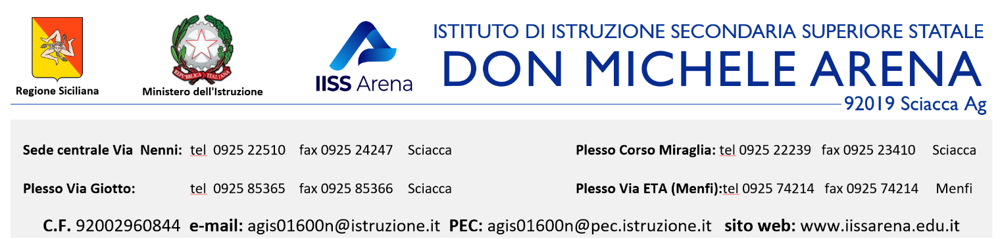 ISTITUTO DI ISTRUZIONE SECONDARIA SUPERIORE STATALE
DON MICHELE ARENA
IISS Arena
REPVBBLICA ITALIANA
Regione Siciliana Ministero dell'Istruzione
92019 Sciacca Ag
Sede centrale Via Nenni: tel 0925 22510 fax 0925 24247 Sciacca Plesso Corso Miraglia: tel 0925 22239 fax 0925 23410 Sciacca
Plesso Via Giotto: tel 0925 85365 fax 0925 85366 Sciacca Plesso Via ETA (Menfi):tel 0925 74214 fax 0925 74214 Menfi
C.F. 92002960844 e-mail: agis01600n@istruzione.it PEC: agis01600n@pec.istruzione.it sito web: www.iissarena.edu.it